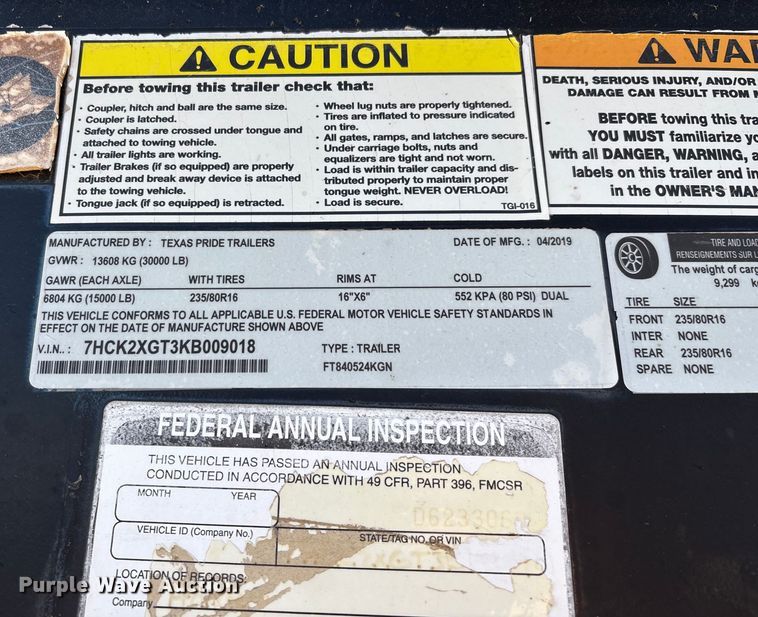 CAUTION
Before towing this trailer check that:
• Coupler, hitch and ball are the same size.
• Coupler is latched.
• Safety chains are crossed under tongue and
attached to towing vehicle.
• All trailer lights are working.
• Trailer Brakes (if so equipped) are properly
adjusted and break away device is attached
to the towing vehicle.
• Tongue jack (if so equipped) is retracted.
• Wheel lug nuts are properly tightened.
• Tires are inflated to pressure indicated
on tire.
• All gates, ramps, and latches are secure.
• Under carriage bolts, nuts and
equalizers are tight and not worn.
• Load is within trailer capacity and dis-
tributed properly to maintain proper
tongue weight. NEVER OVERLOAD!
• Load is secure.
TGI-016
WAR
DEATH, SERIOUS INJURY, AND/OR
DAMAGE CAN RESULT FROM
BEFORE towing this tra
YOU MUST familiarize yo
with all DANGER, WARNING, a
labels on this trailer and in
in the OWNER'S MAN
MANUFACTURED BY : TEXAS PRIDE TRAILERS
DATE OF MFG. : 04/2019
GVWR : 13608 KG (30000 LB)
GAWR (EACH AXLE) WITH TIRES RIMS AT COLD
6804 KG (15000 LB) 235/80R16 16"X6" 552 KPA (80 PSI) DUAL
THIS VEHICLE CONFORMS TO ALL APPLICABLE U.S. FEDERAL MOTOR VEHICLE SAFETY STANDARDS IN
EFFECT ON THE DATE OF MANUFACTURE SHOWN ABOVE
V.I.N.: 7HCK2XGT3KB009018
TYPE : TRAILER
FT840524KGN
TIRE AND LOAD
RENSEIGNEMENTS SUR L
The weight of carg
9,299 k
TIRE SIZE
FRONT 235/80R16
INTER NONE
REAR 235/80R16
SPARE NONE
FEDERAL ANNUAL INSPECTION
THIS VEHICLE HAS PASSED AN ANNUAL INSPECTION
CONDUCTED IN ACCORDANCE WITH 49 CFR, PART 396, FMCSR
MONTH YEAR
VEHICLE ID (Company No.)
STATE/TAG NO. OR VIN
LOCATION OF RECORDS:
Company
Purple Wave Auction